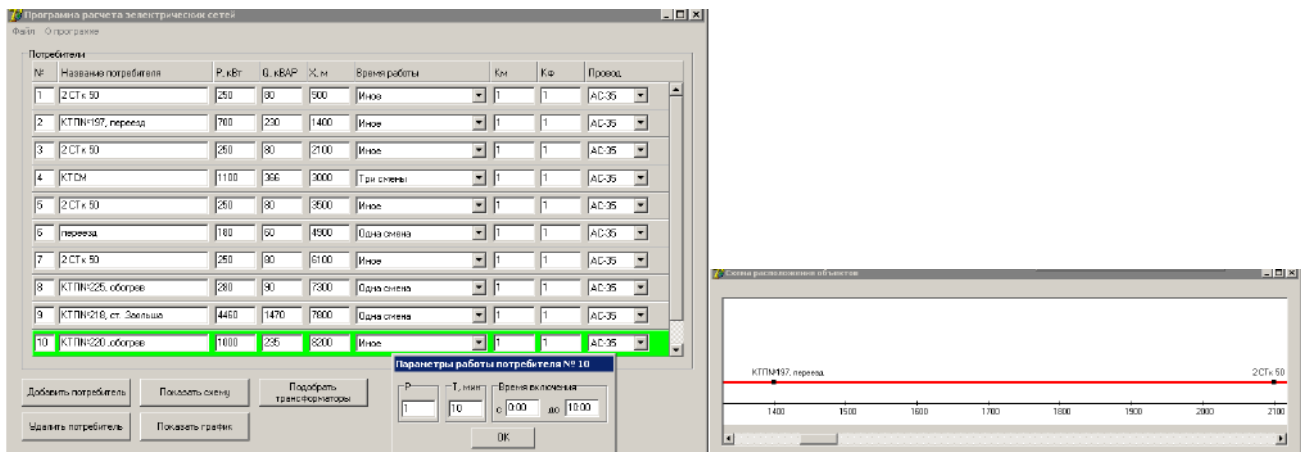 Программа расчета электрических сетей
Файл О программе
Потребители
№ Название потребителя P, кВт Q, кВАР X, м Время работы Км Кф Провод
1 2 СТк 50 250 80 500 Иное 1 1 АС-35
2 КТП№197, переезд 700 230 1400 Иное 1 1 АС-35
3 2 СТк 50 250 80 2100 Иное 1 1 АС-35
4 КТСМ 1100 366 3000 Три смены 1 1 АС-35
5 2 СТк 50 250 80 3500 Иное 1 1 АС-35
6 переезд 180 60 4900 Одна смена 1 1 АС-35
7 2 СТк 50 250 80 6100 Иное 1 1 АС-35
8 КТП№225, обогрев 280 90 7300 Одна смена 1 1 АС-35
9 КТП№218, ст. Заольша 4460 1470 7800 Одна смена 1 1 АС-35
10 КТП№220 ,обогрев 1000 235 8200 Иное 1 1 АС-35
Добавить потребитель Показать схему Подобрать трансформаторы
Удалить потребитель Показать график
Параметры работы потребителя № 10
P T, мин Время включения
1 10 с 0:00 до 10:00
OK
Схема расположения объектов
КТП№197, переезд 2 СТк 50
1400 1500 1600 1700 1800 1900 2000 2100